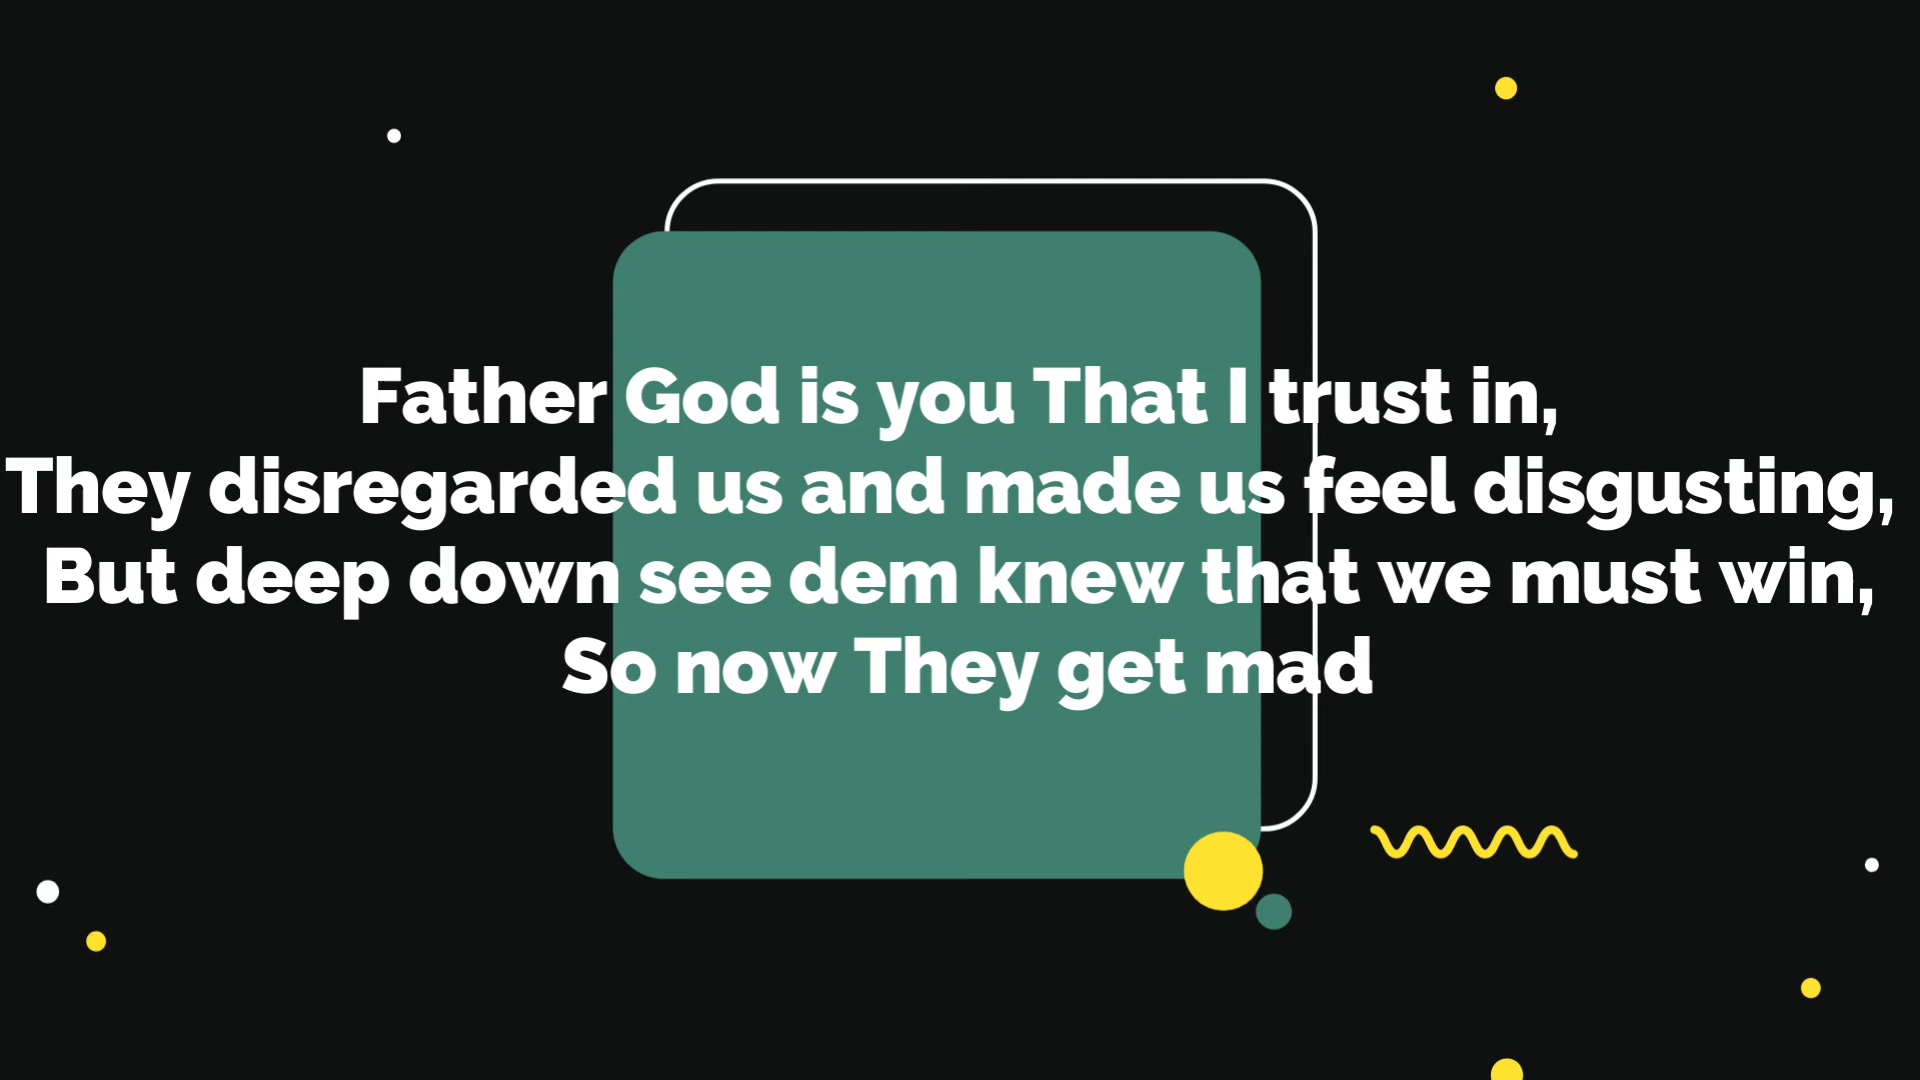 Father God is you That I trust in,
They disregarded us and made us feel disgusting,
But deep down see dem knew that we must win,
So now They get mad